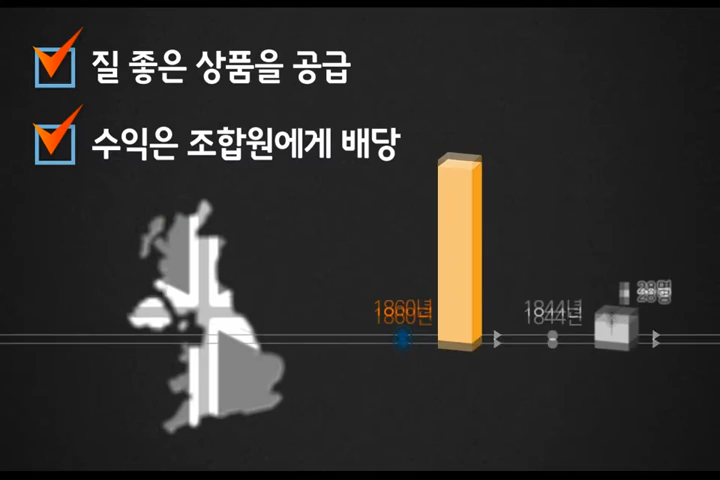 질 좋은 상품을 공급
수익은 조합원에게 배당
1860년
1844년
28명